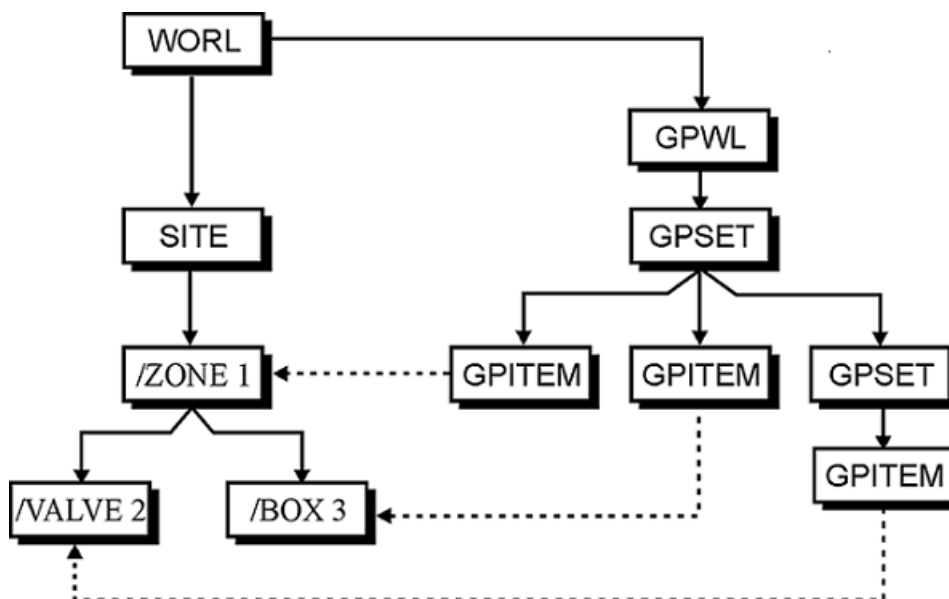 WORL
GPWL
SITE
GPSET
/ZONE 1
GPITEM
GPITEM
GPSET
GPITEM
/VALVE 2
/BOX 3